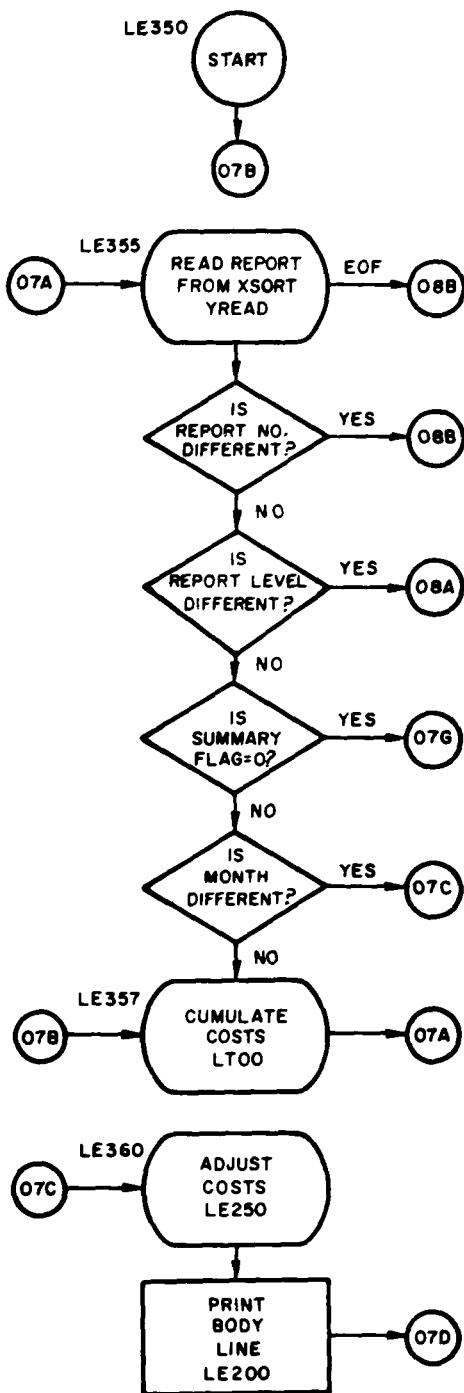 LE350
START
07B
LE355
07A
READ REPORT
FROM XSORT
YREAD
EOF
08B
IS
REPORT NO.
DIFFERENT?
YES
08B
NO
IS
REPORT LEVEL
DIFFERENT?
YES
08A
NO
IS
SUMMARY
FLAG=0?
YES
07G
NO
IS
MONTH
DIFFERENT?
YES
07C
NO
LE357
07B
CUMULATE
COSTS
LT00
07A
LE360
07C
ADJUST
COSTS
LE250
PRINT
BODY
LINE
LE200
07D